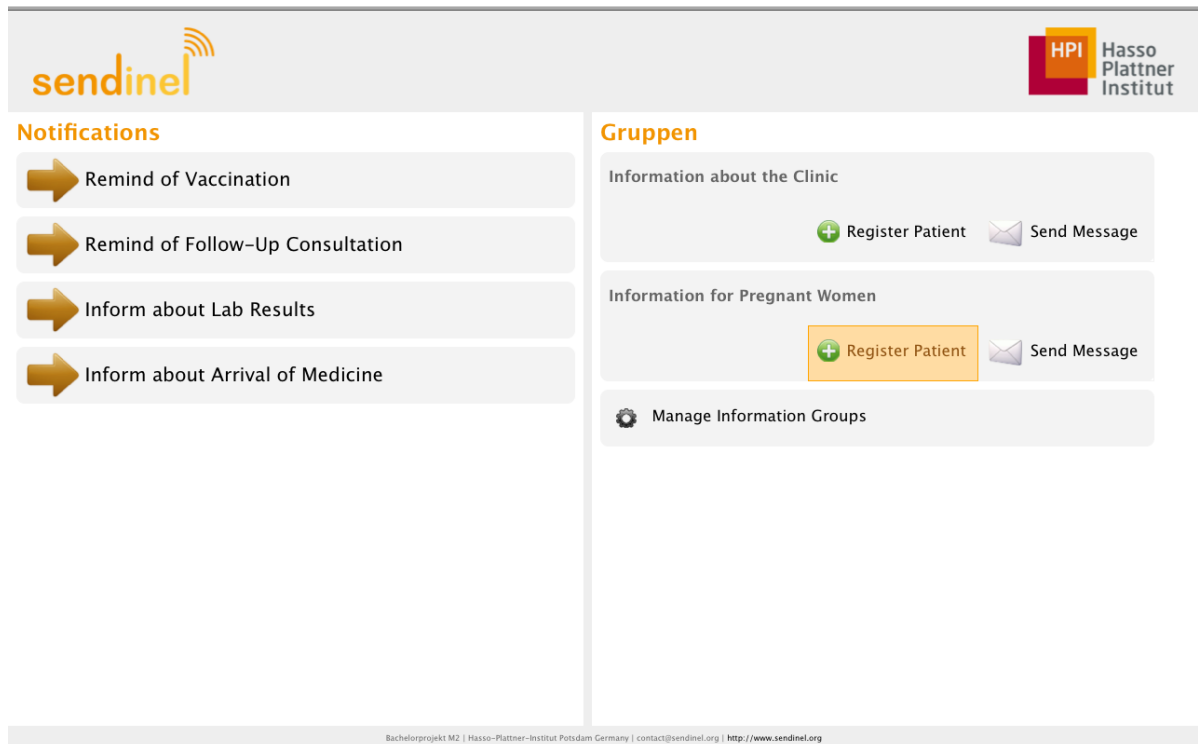 sendinel
HPI
Hasso
Plattner
Institut
Notifications
Remind of Vaccination
Remind of Follow-Up Consultation
Inform about Lab Results
Inform about Arrival of Medicine
Gruppen
Information about the Clinic
Register Patient Send Message
Information for Pregnant Women
Register Patient Send Message
Manage Information Groups
Bachelorprojekt M2 | Hasso-Plattner-Institut Potsdam Germany | contact@sendinel.org | http://www.sendinel.org